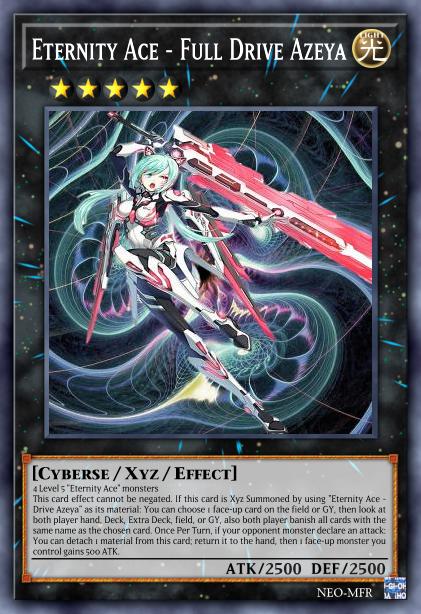 Eternity Ace - Full Drive Azeya
LIGHT
光
[Cyberse / Xyz / Effect]
4 Level 5 "Eternity Ace" monsters
This card effect cannot be negated. If this card is Xyz Summoned by using "Eternity Ace -
Drive Azeya" as its material: You can choose 1 face-up card on the field or GY, then look at
both player hand, Deck, Extra Deck, field, or GY, also both player banish all cards with the
same name as the chosen card. Once Per Turn, if your opponent monster declare an attack:
You can detach 1 material from this card; return it to the hand, then 1 face-up monster you
control gains 500 ATK.
ATK/2500 DEF/2500
NEO-MFR